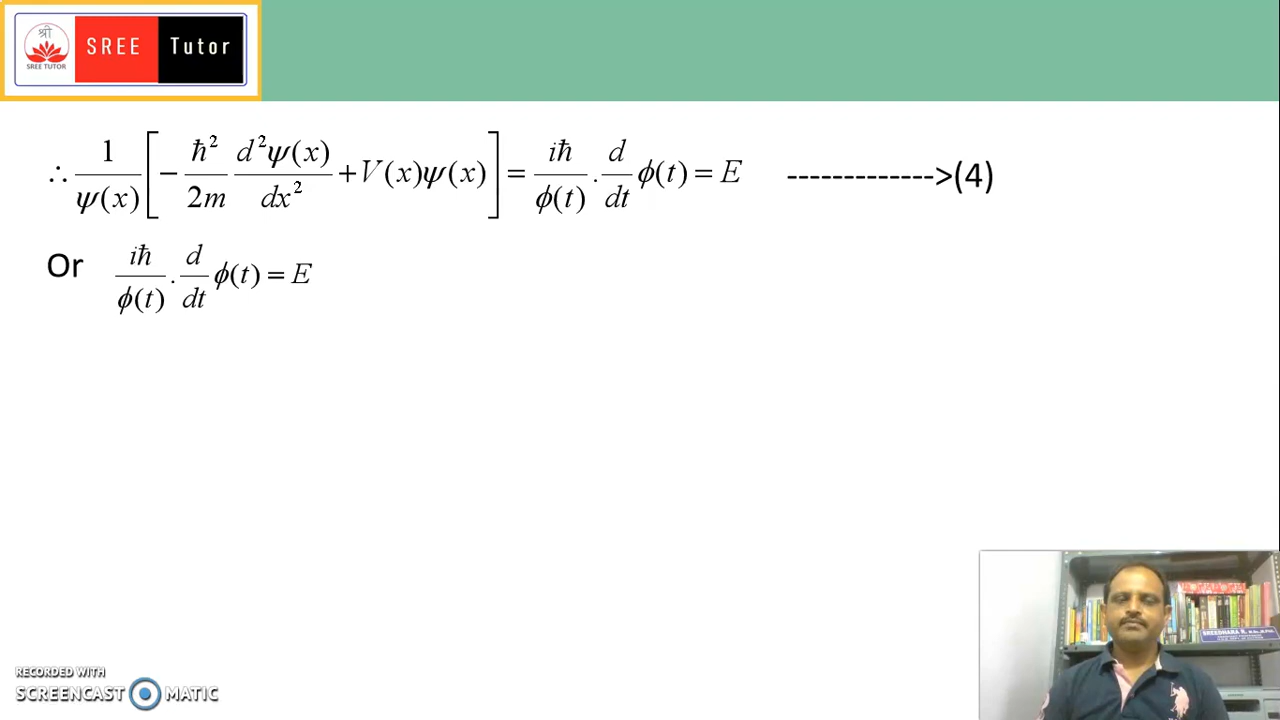 श्री
SREE TUTOR
SREE Tutor
∴ 1/ψ(x) [ − ħ²/2m d²ψ(x)/dx² + V(x)ψ(x) ] = iħ/ϕ(t) . d/dt ϕ(t) = E ------------->(4)
Or iħ/ϕ(t) . d/dt ϕ(t) = E
SREEDHARA R.
RECORDED WITH
SCREENCAST MATIC